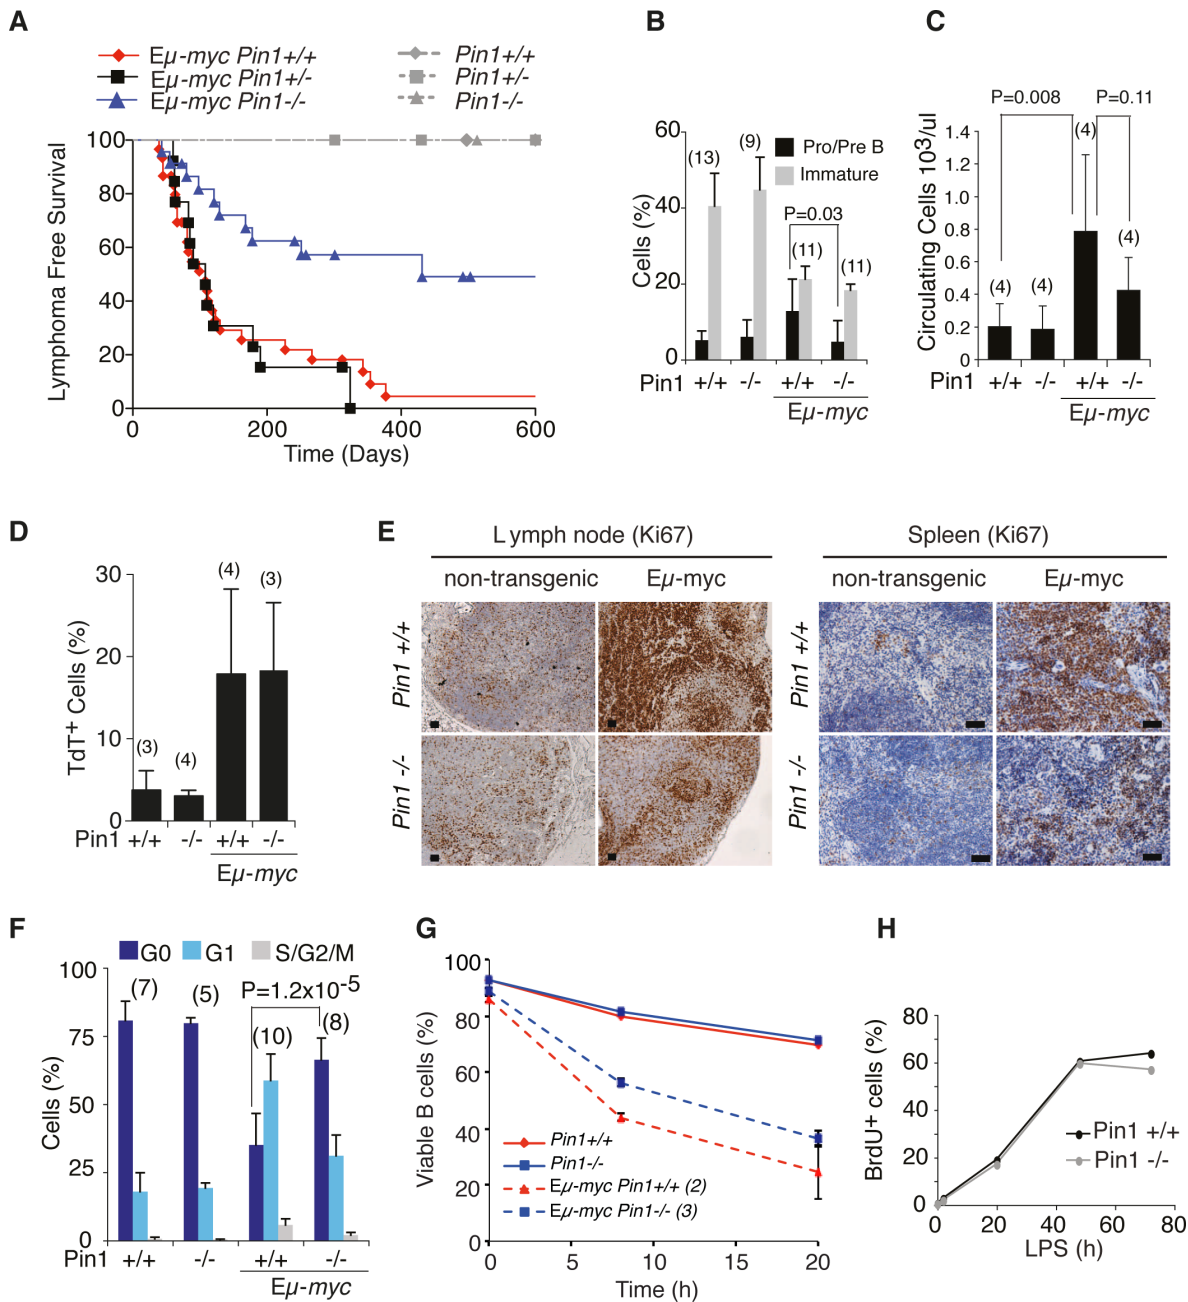 A
Eµ-myc Pin1+/+
Eµ-myc Pin1+/-
Eµ-myc Pin1-/-
Pin1+/+
Pin1+/-
Pin1-/-
Lymphoma Free Survival
100
80
60
40
20
0
0 200 400 600
Time (Days)
B
Pro/Pre B
Immature
Cells (%)
60
40
20
0
(13) (9) (11) (11)
P=0.03
Pin1 +/+ -/- +/+ -/-
Eµ-myc
C
P=0.008 P=0.11
Circulating Cells 10³/ul
1.4
1.2
1.0
0.8
0.6
0.4
0.2
0
(4) (4) (4) (4)
Pin1 +/+ -/- +/+ -/-
Eµ-myc
D
TdT⁺ Cells (%)
30
20
10
0
(3) (4) (4) (3)
Pin1 +/+ -/- +/+ -/-
Eµ-myc
E
Lymph node (Ki67) Spleen (Ki67)
non-transgenic Eµ-myc non-transgenic Eµ-myc
Pin1 +/+ Pin1 +/+
Pin1 -/- Pin1 -/-
F
G0 G1 S/G2/M
Cells (%)
100
75
50
25
0
(7) (5) (10) (8)
P=1.2x10⁻⁵
Pin1 +/+ -/- +/+ -/-
Eµ-myc
G
Viable B cells (%)
100
80
60
40
20
0
Pin1+/+
Pin1-/-
Eµ-myc Pin1+/+ (2)
Eµ-myc Pin1-/- (3)
0 5 10 15 20
Time (h)
H
BrdU⁺ cells (%)
80
60
40
20
0
Pin1 +/+
Pin1 -/-
0 20 40 60 80
LPS (h)